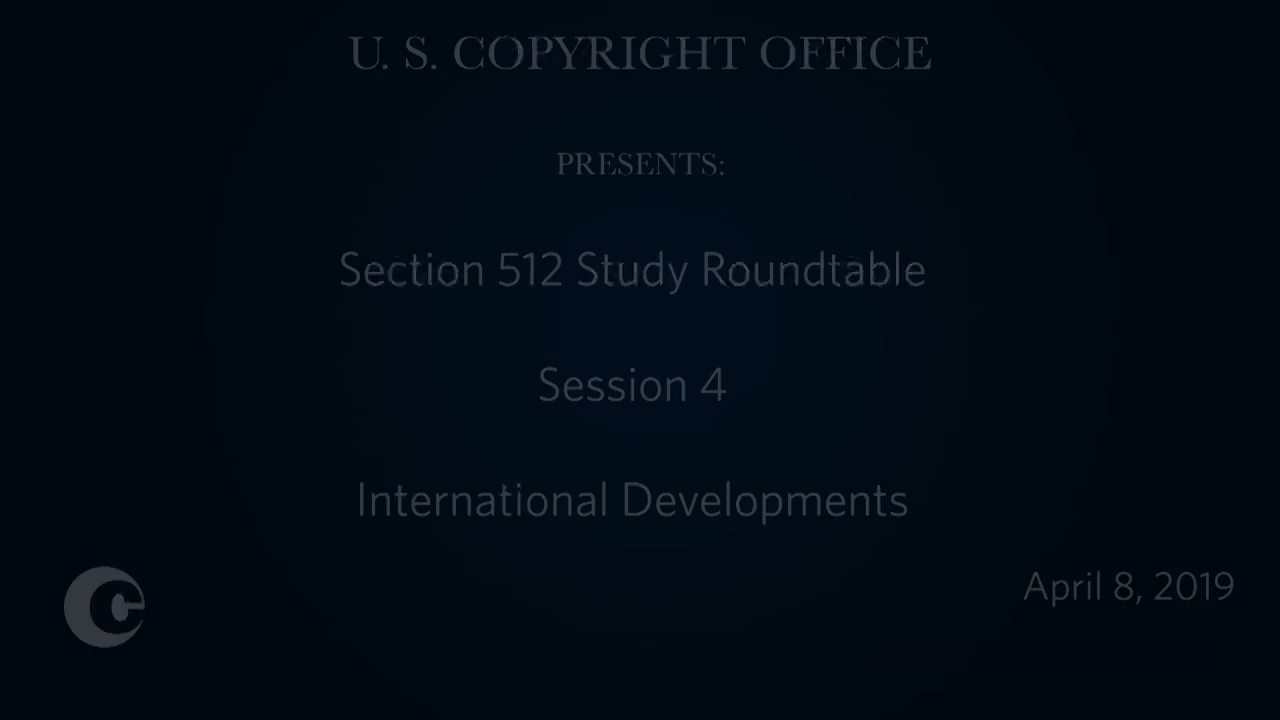 U. S. COPYRIGHT OFFICE
PRESENTS:
Section 512 Study Roundtable
Session 4
International Developments
April 8, 2019